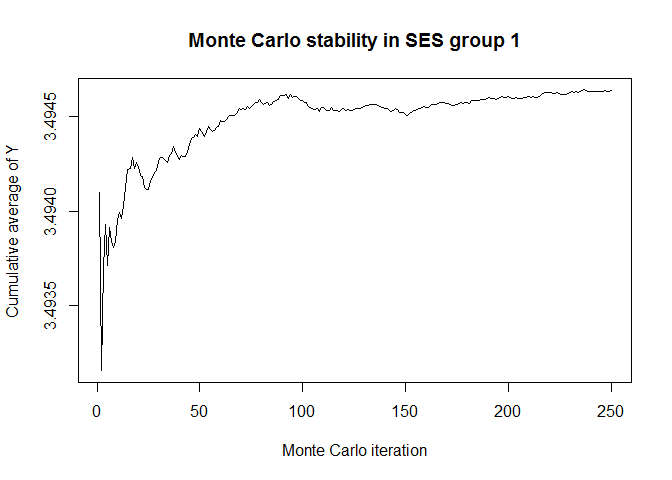 Monte Carlo stability in SES group 1
Cumulative average of Y
3.4945
3.4940
3.4935
0 50 100 150 200 250
Monte Carlo iteration